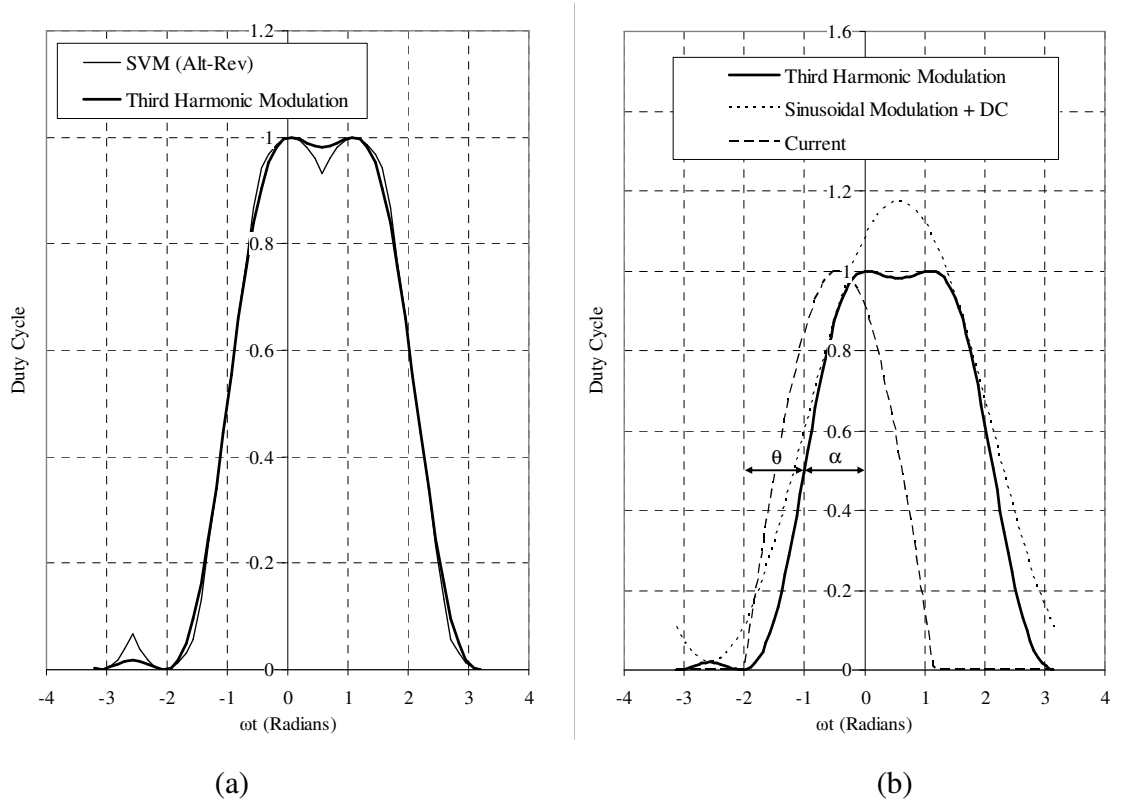 1.2
SVM (Alt-Rev)
Third Harmonic Modulation
1
0.8
0.6
0.4
0.2
0
-4 -3 -2 -1 0 1 2 3 4
Duty Cycle
ωt (Radians)
(a)
1.6
Third Harmonic Modulation
Sinusoidal Modulation + DC
Current
1.2
1
0.8
0.6
θ α
0.4
0.2
0
-4 -3 -2 -1 0 1 2 3 4
Duty Cycle
ωt (Radians)
(b)